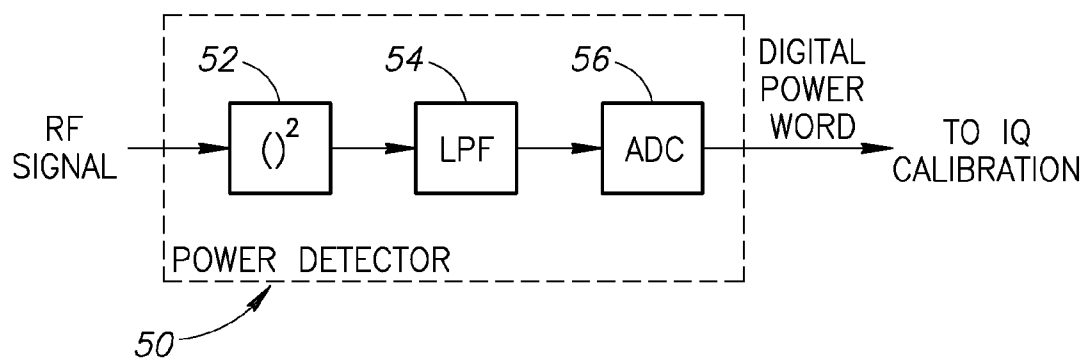 52
54
56
DIGITAL
POWER
WORD
RF
SIGNAL
()²
LPF
ADC
TO IQ
CALIBRATION
POWER DETECTOR
50